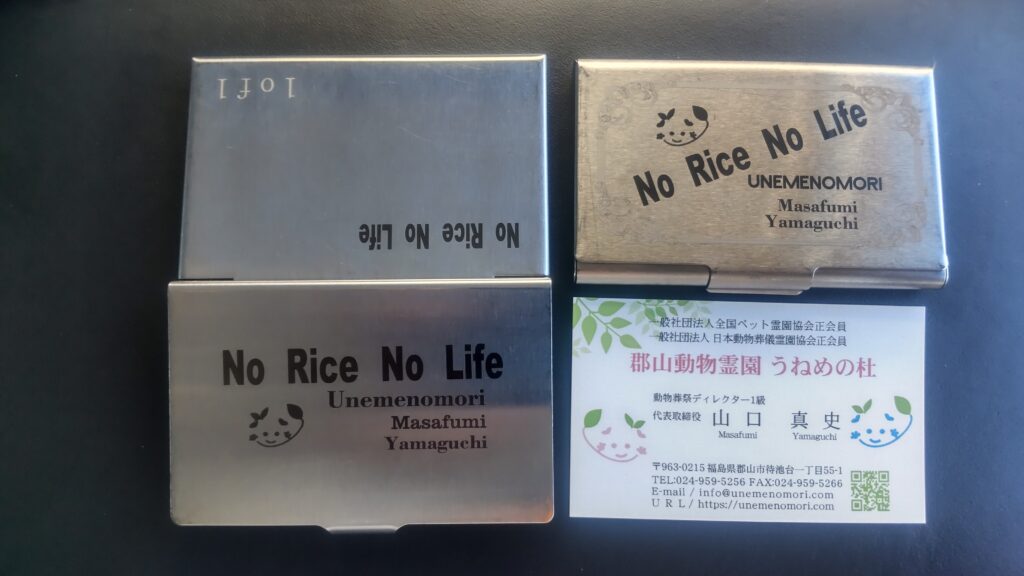 1 of 1
No Rice No Life
No Rice No Life
Unemenomori
Masafumi
Yamaguchi
No Rice No Life
UNEMENOMORI
Masafumi
Yamaguchi
一般社団法人全国ペット霊園協会正会員
一般社団法人 日本動物葬儀霊園協会正会員
郡山動物霊園 うねめの杜
動物葬祭ディレクター1級
代表取締役 山口 真史
Masafumi Yamaguchi
〒963-0215 福島県郡山市待池台一丁目55-1
TEL:024-959-5256 FAX:024-959-5266
E-mail / info@unemenomori.com
U R L / https://unemenomori.com